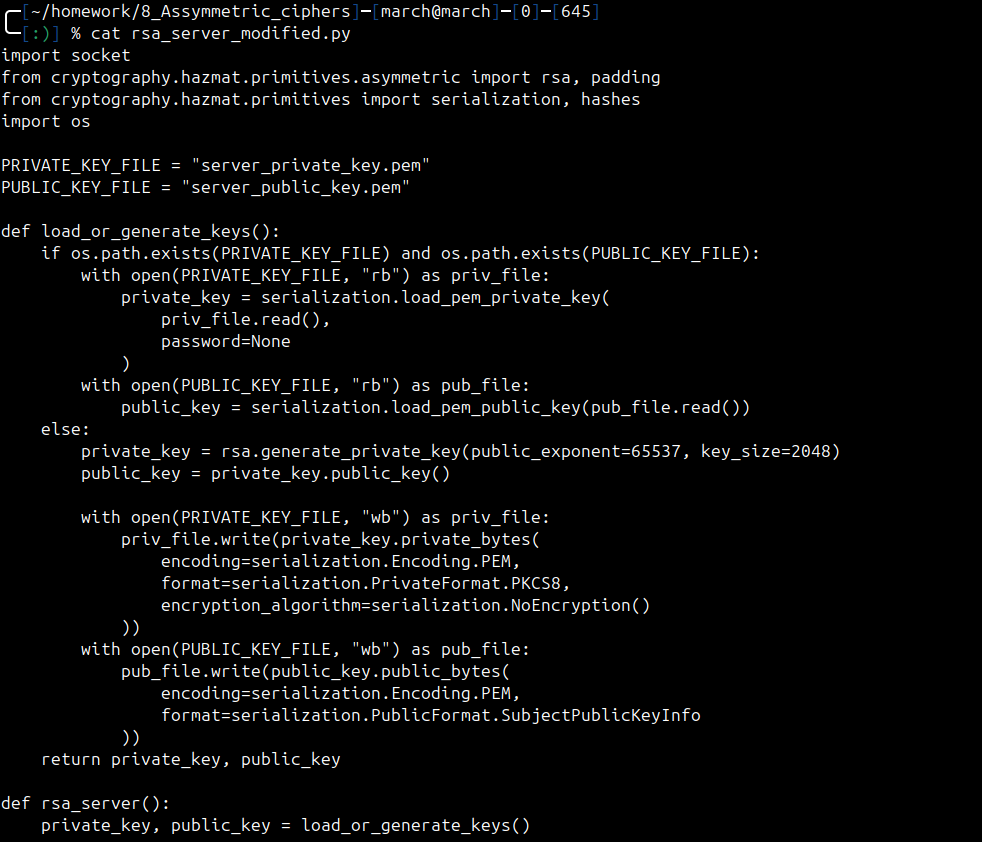 ┌─[~/homework/8_Assymmetric_ciphers]─[march@march]─[0]─[645]
└─[:)] % cat rsa_server_modified.py
import socket
from cryptography.hazmat.primitives.asymmetric import rsa, padding
from cryptography.hazmat.primitives import serialization, hashes
import os

PRIVATE_KEY_FILE = "server_private_key.pem"
PUBLIC_KEY_FILE = "server_public_key.pem"

def load_or_generate_keys():
    if os.path.exists(PRIVATE_KEY_FILE) and os.path.exists(PUBLIC_KEY_FILE):
        with open(PRIVATE_KEY_FILE, "rb") as priv_file:
            private_key = serialization.load_pem_private_key(
                priv_file.read(),
                password=None
            )
        with open(PUBLIC_KEY_FILE, "rb") as pub_file:
            public_key = serialization.load_pem_public_key(pub_file.read())
    else:
        private_key = rsa.generate_private_key(public_exponent=65537, key_size=2048)
        public_key = private_key.public_key()

        with open(PRIVATE_KEY_FILE, "wb") as priv_file:
            priv_file.write(private_key.private_bytes(
                encoding=serialization.Encoding.PEM,
                format=serialization.PrivateFormat.PKCS8,
                encryption_algorithm=serialization.NoEncryption()
            ))
        with open(PUBLIC_KEY_FILE, "wb") as pub_file:
            pub_file.write(public_key.public_bytes(
                encoding=serialization.Encoding.PEM,
                format=serialization.PublicFormat.SubjectPublicKeyInfo
            ))
    return private_key, public_key

def rsa_server():
    private_key, public_key = load_or_generate_keys()